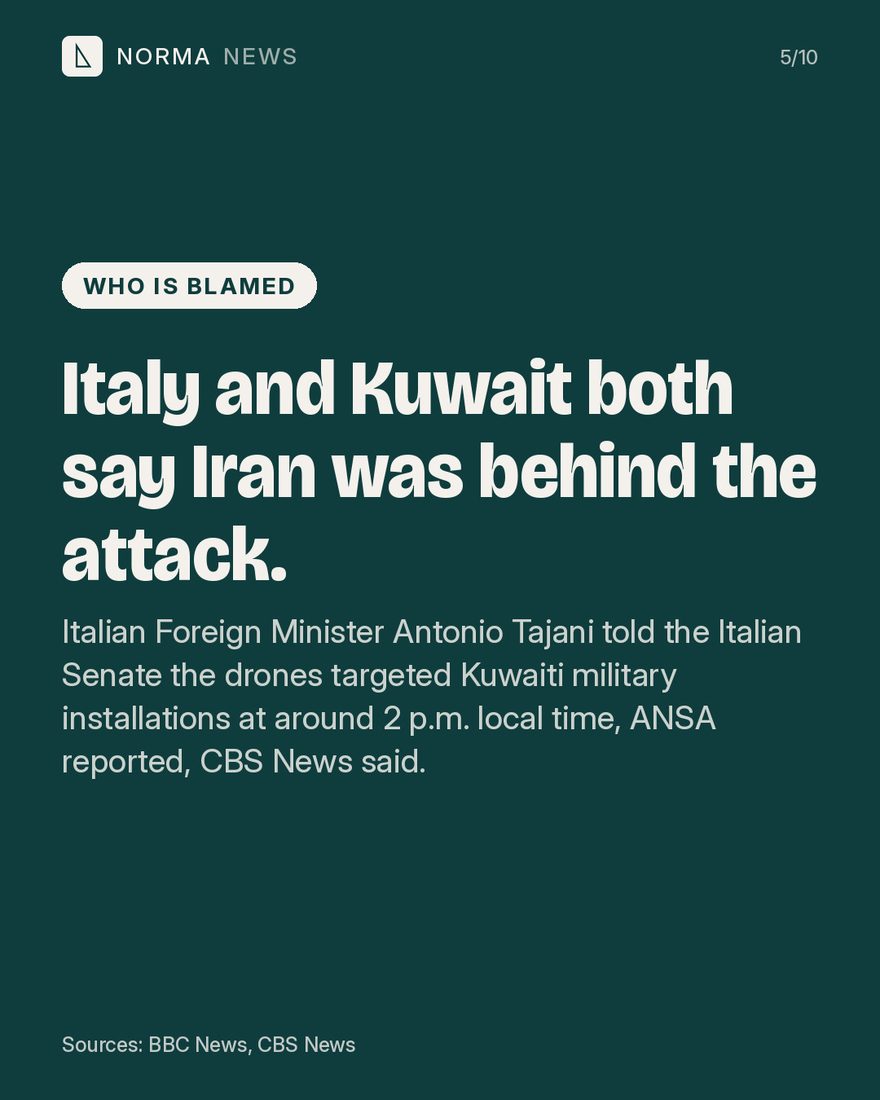 NORMA NEWS
5/10
WHO IS BLAMED
Italy and Kuwait both
say Iran was behind the
attack.
Italian Foreign Minister Antonio Tajani told the Italian
Senate the drones targeted Kuwaiti military
installations at around 2 p.m. local time, ANSA
reported, CBS News said.
Sources: BBC News, CBS News